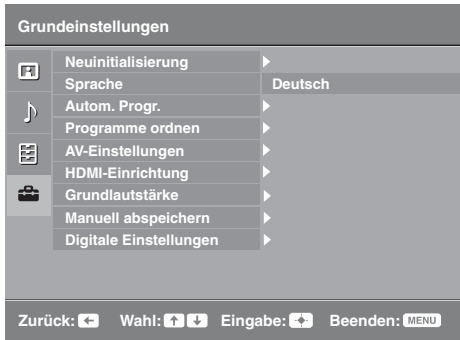 Grundeinstellungen
Neuinitialisierung
Sprache Deutsch
Autom. Progr.
Programme ordnen
AV-Einstellungen
HDMI-Einrichtung
Grundlautstärke
Manuell abspeichern
Digitale Einstellungen
Zurück: Wahl: Eingabe: Beenden: MENU